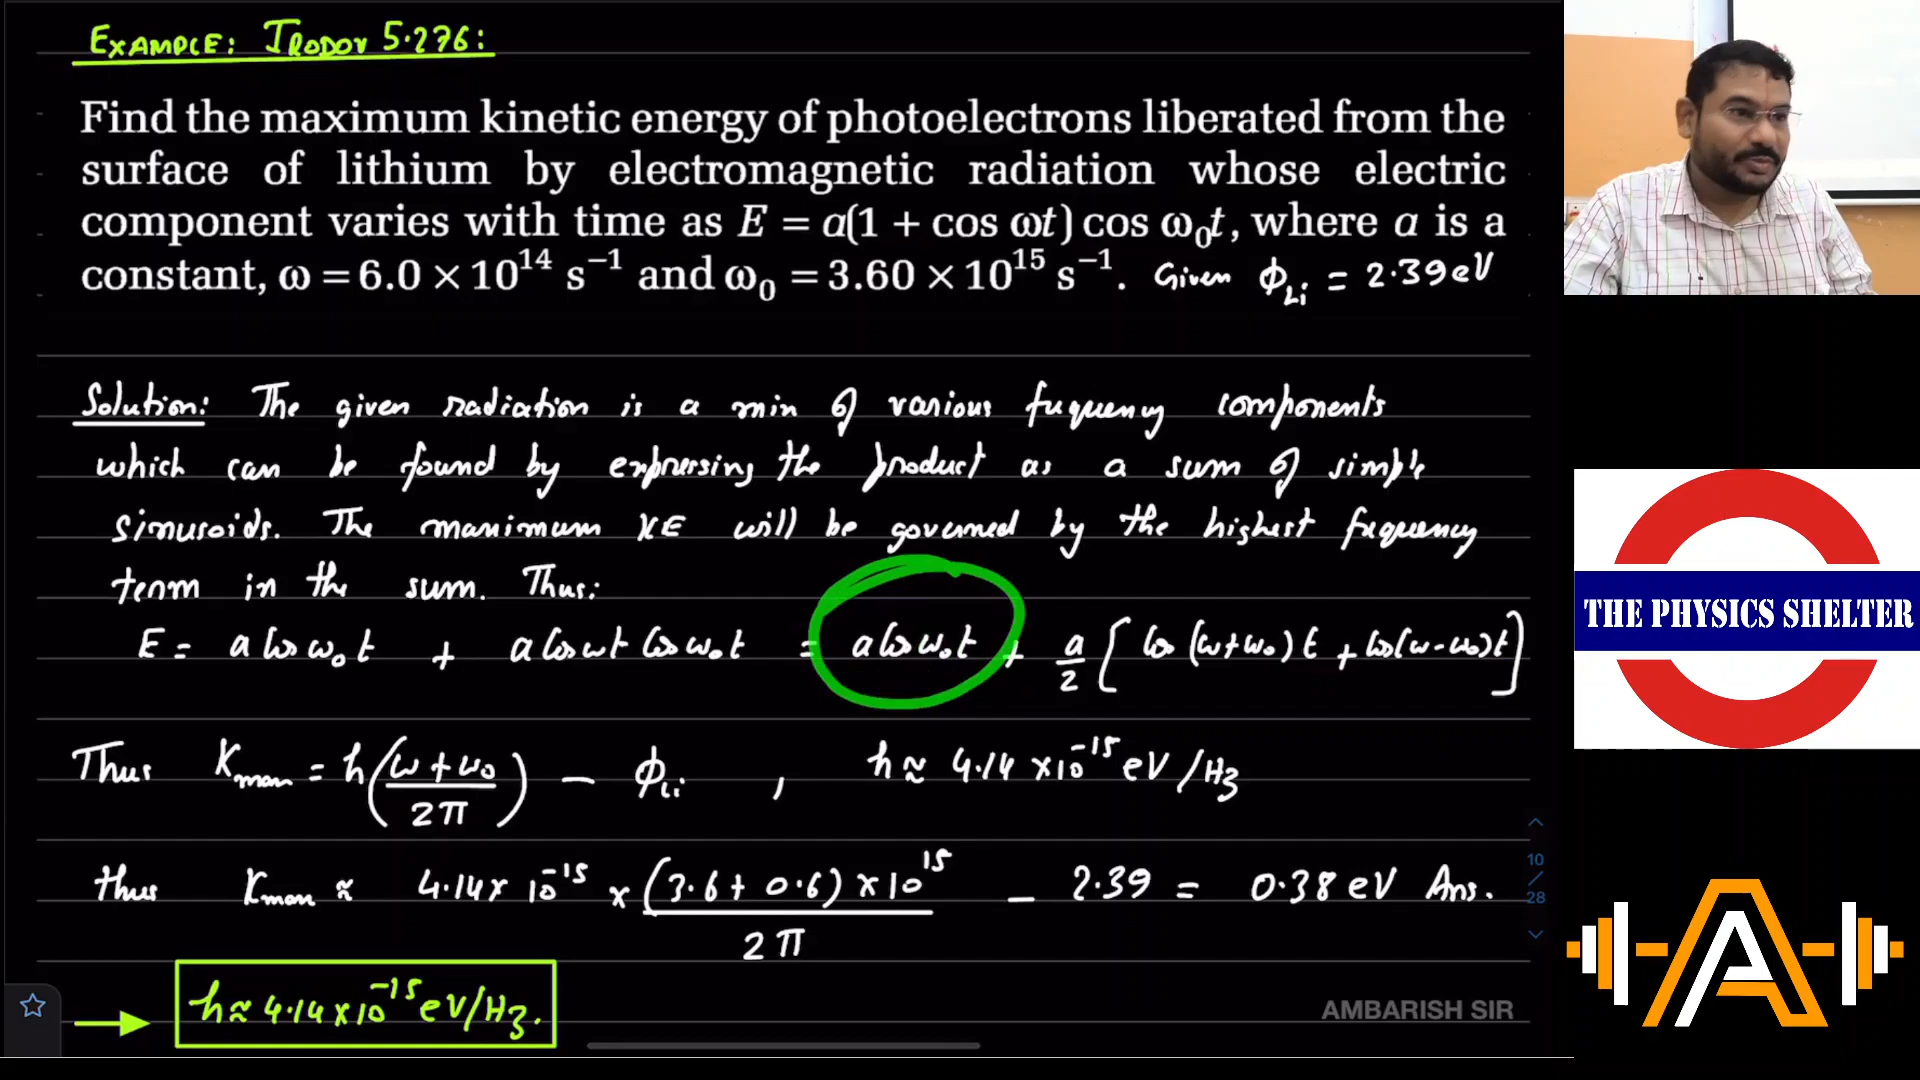 EXAMPLE: IRODOV 5.276:
Find the maximum kinetic energy of photoelectrons liberated from the
surface of lithium by electromagnetic radiation whose electric
component varies with time as E = a(1 + cos ωt) cos ω₀t, where a is a
constant, ω = 6.0 × 10¹⁴ s⁻¹ and ω₀ = 3.60 × 10¹⁵ s⁻¹. Given ϕLi = 2.39eV
Solution: The given radiation is a mix of various frequency components
which can be found by expressing the product as a sum of simple
sinusoids. The maximum KE will be governed by the highest frequency
term in the sum. Thus:
E = a cos ω₀t + a cos ωt cos ω₀t = a cos ω₀t + a/2 [cos (ω+ω₀)t + cos(ω-ω₀)t]
Thus Kmax = h((ω+ω₀)/2π) - ϕLi , h ≈ 4.14 ×10⁻¹⁵ eV/Hz
thus Kmax ≈ 4.14× 10⁻¹⁵ × (3.6+ 0.6)×10¹⁵/2π - 2.39 = 0.38 eV Ans.
h≈ 4.14×10⁻¹⁵ eV/Hz.
AMBARISH SIR
10
/
28
THE PHYSICS SHELTER
A